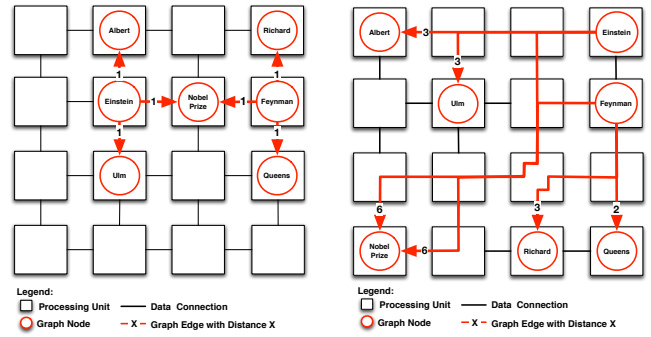 Albert
Richard
1
1
Einstein
1
Nobel
Prize
1
Feynman
1
1
Ulm
Queens
Legend:
Processing Unit
Data Connection
Graph Node
X
Graph Edge with Distance X
Albert
3
Einstein
3
Ulm
Feynman
6
3
2
Nobel
Prize
6
Richard
Queens
Legend:
Processing Unit
Data Connection
Graph Node
X
Graph Edge with Distance X